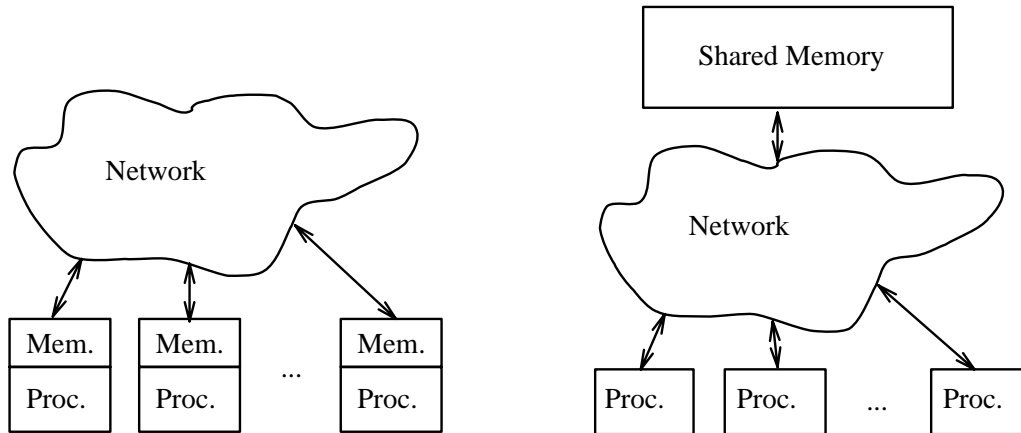 Network
Mem. Mem. ... Mem.
Proc. Proc. Proc.
Shared Memory
Network
Proc. Proc. ... Proc.